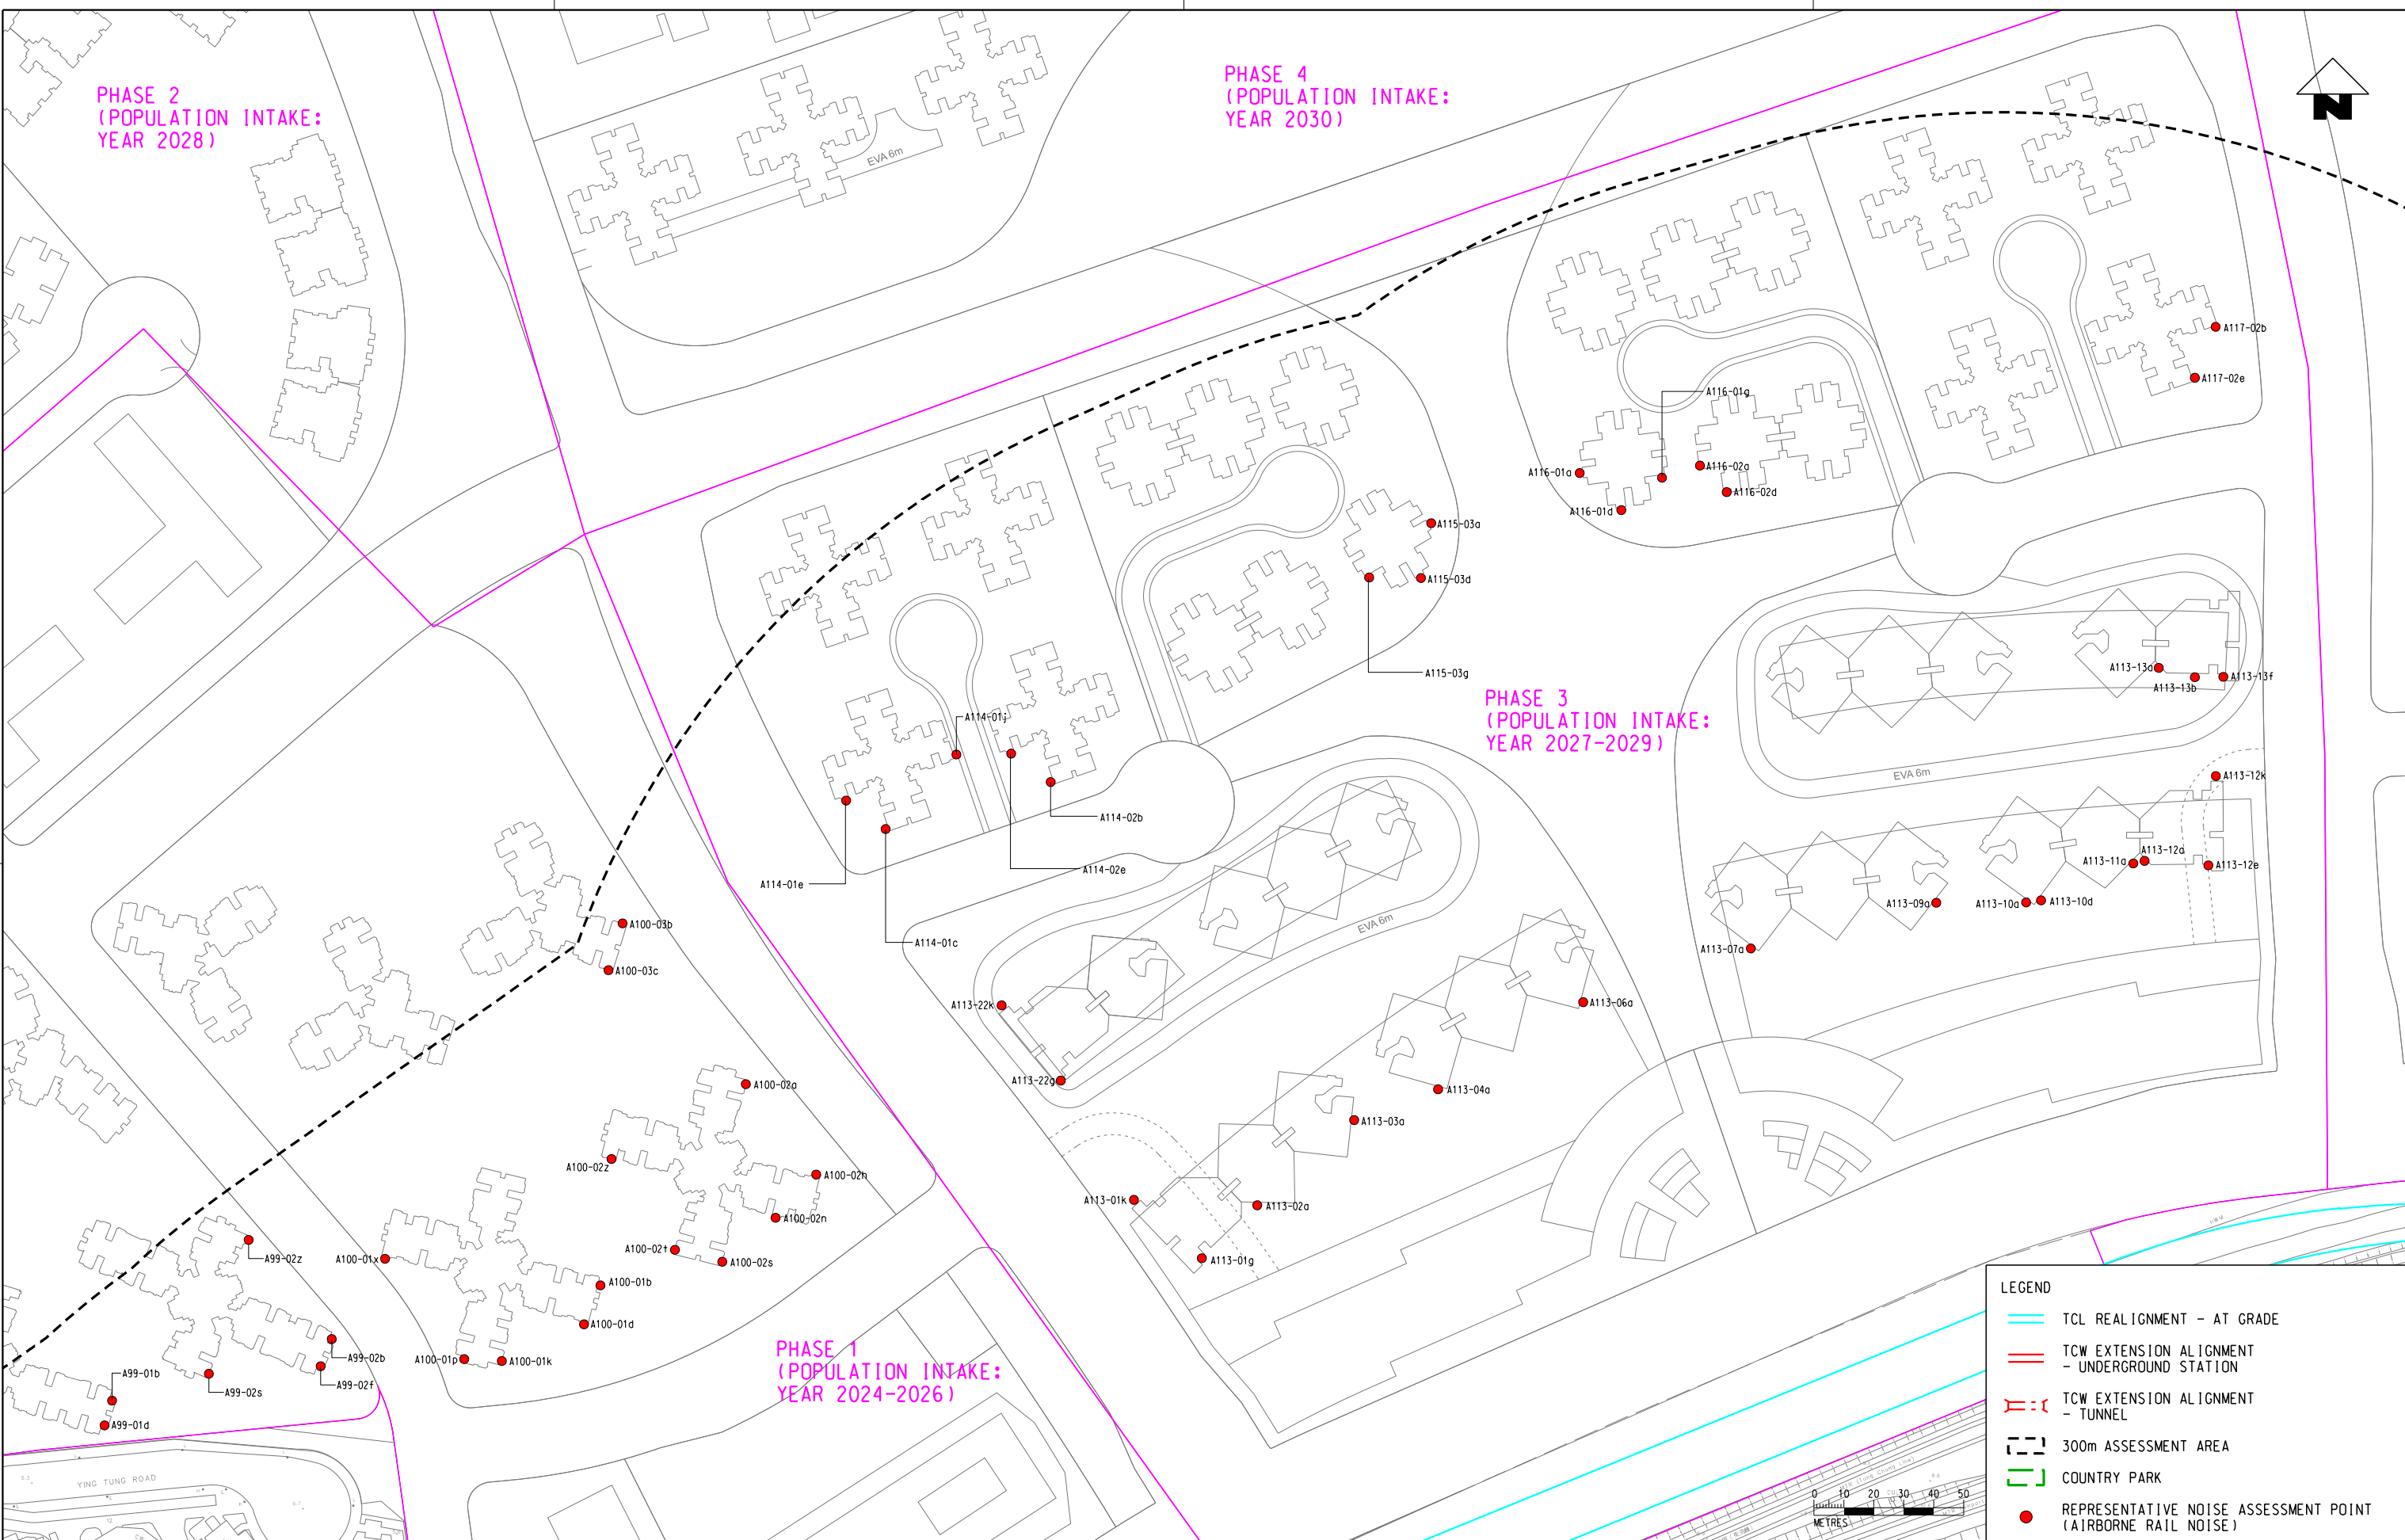 PHASE 2
(POPULATION INTAKE:
YEAR 2028)
PHASE 4
(POPULATION INTAKE:
YEAR 2030)
N
EVA 6m
A117-02b
A117-02e
A116-01g
A116-01a
A116-02a
A116-02d
A116-01d
A115-03a
A115-03d
A115-03g
PHASE 3
(POPULATION INTAKE:
YEAR 2027-2029)
A113-13a
A113-13b
A113-13f
EVA 6m
A113-12k
A114-01j
A114-02b
A114-02e
A114-01e
A114-01c
A113-11a
A113-12a
A113-12e
A113-09a
A113-10a
A113-10d
A113-07a
EVA 6m
A100-03b
A100-03c
A113-22k
A113-06a
A113-22g
A113-04a
A113-03a
A100-02a
A100-02z
A100-02h
A100-02n
A100-02t
A100-02s
A113-01k
A113-02a
A113-01g
A99-02z
A100-01x
A100-01b
A100-01d
A100-01p
A100-01k
A99-02b
A99-02f
A99-02s
A99-01b
A99-01d
PHASE 1
(POPULATION INTAKE:
YEAR 2024-2026)
YING TUNG ROAD
0 10 20 30 40 50
METRES
LEGEND
TCL REALIGNMENT - AT GRADE
TCW EXTENSION ALIGNMENT
- UNDERGROUND STATION
TCW EXTENSION ALIGNMENT
- TUNNEL
300m ASSESSMENT AREA
COUNTRY PARK
REPRESENTATIVE NOISE ASSESSMENT POINT
(AIRBORNE RAIL NOISE)